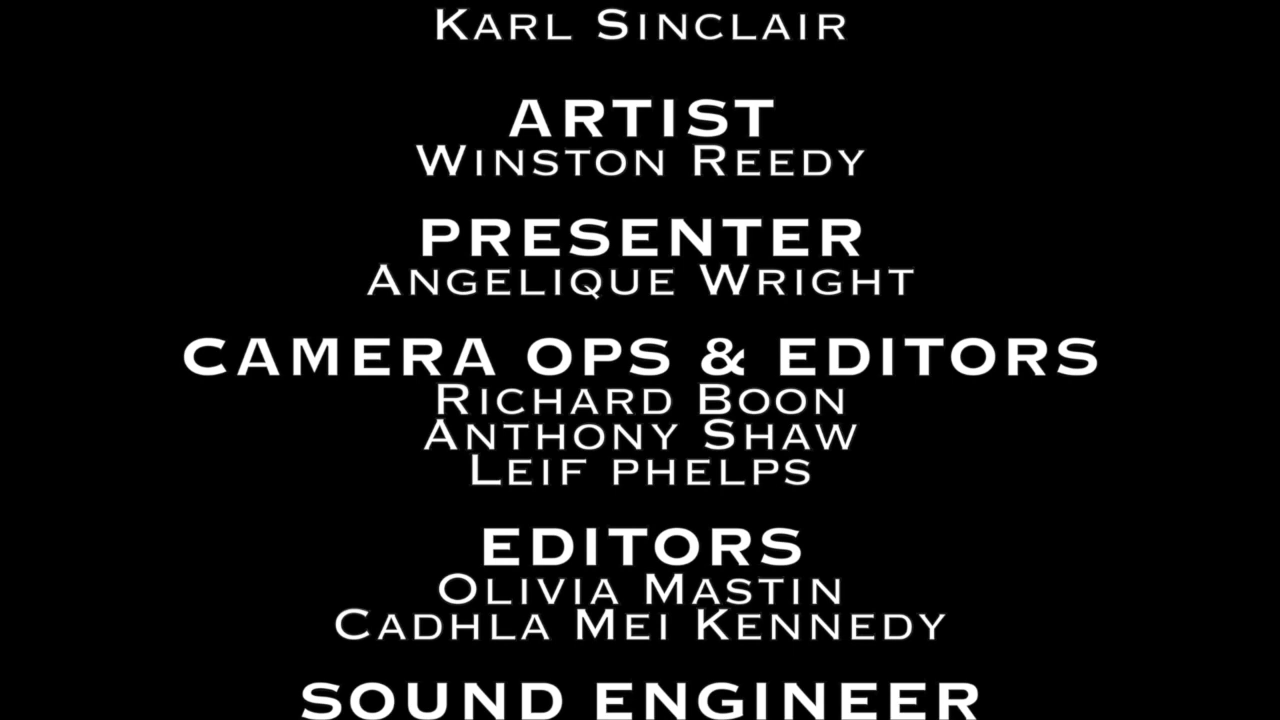 Karl Sinclair
ARTIST
Winston Reedy
PRESENTER
Angelique Wright
CAMERA OPS & EDITORS
Richard Boon
Anthony Shaw
Leif phelps
EDITORS
Olivia Mastin
Cadhla Mei Kennedy
SOUND ENGINEER